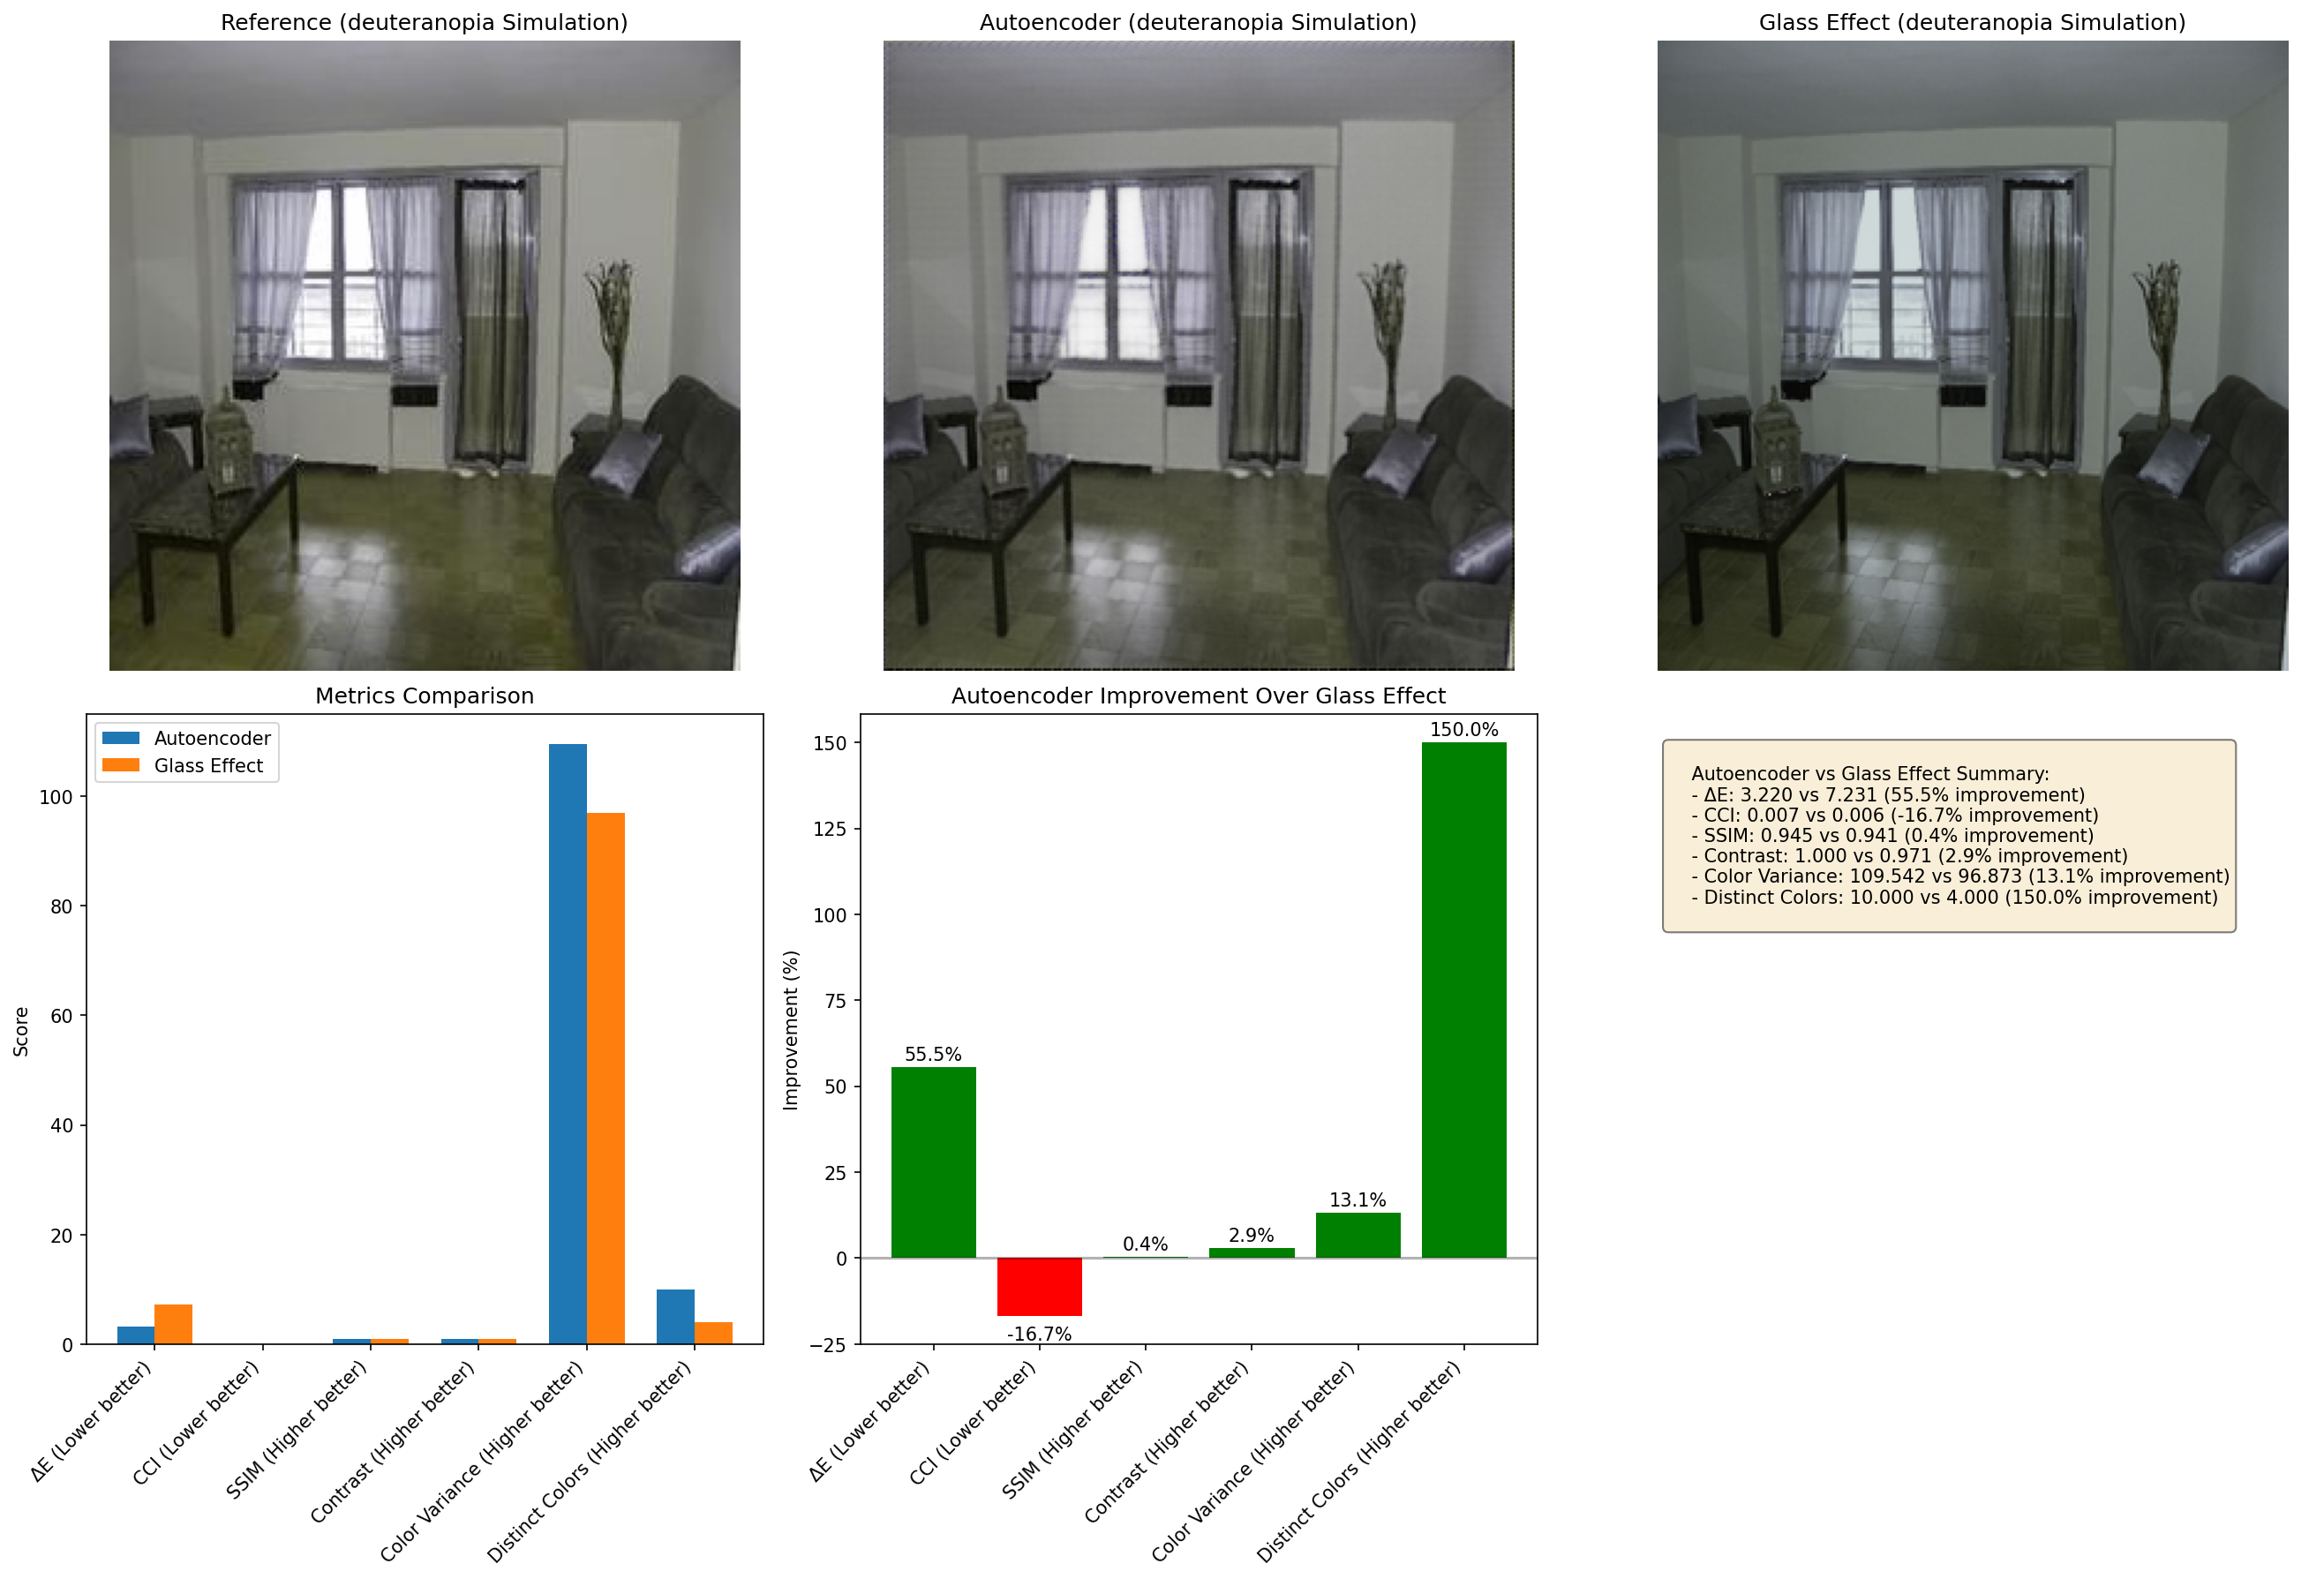 Reference (deuteranopia Simulation)
Autoencoder (deuteranopia Simulation)
Glass Effect (deuteranopia Simulation)
Metrics Comparison
Autoencoder
Glass Effect
100
80
60
40
20
0
Score
ΔE (Lower better)
CCI (Lower better)
SSIM (Higher better)
Contrast (Higher better)
Color Variance (Higher better)
Distinct Colors (Higher better)
Autoencoder Improvement Over Glass Effect
150
125
100
75
50
25
0
−25
Improvement (%)
55.5%
-16.7%
0.4%
2.9%
13.1%
150.0%
ΔE (Lower better)
CCI (Lower better)
SSIM (Higher better)
Contrast (Higher better)
Color Variance (Higher better)
Distinct Colors (Higher better)
Autoencoder vs Glass Effect Summary:
- ΔE: 3.220 vs 7.231 (55.5% improvement)
- CCI: 0.007 vs 0.006 (-16.7% improvement)
- SSIM: 0.945 vs 0.941 (0.4% improvement)
- Contrast: 1.000 vs 0.971 (2.9% improvement)
- Color Variance: 109.542 vs 96.873 (13.1% improvement)
- Distinct Colors: 10.000 vs 4.000 (150.0% improvement)